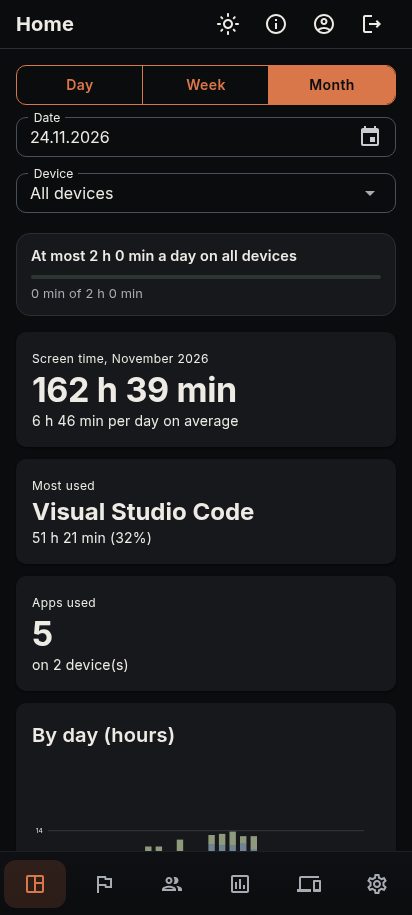 Home
Day Week Month
Date
24.11.2026
Device
All devices
At most 2 h 0 min a day on all devices
0 min of 2 h 0 min
Screen time, November 2026
162 h 39 min
6 h 46 min per day on average
Most used
Visual Studio Code
51 h 21 min (32%)
Apps used
5
on 2 device(s)
By day (hours)
14